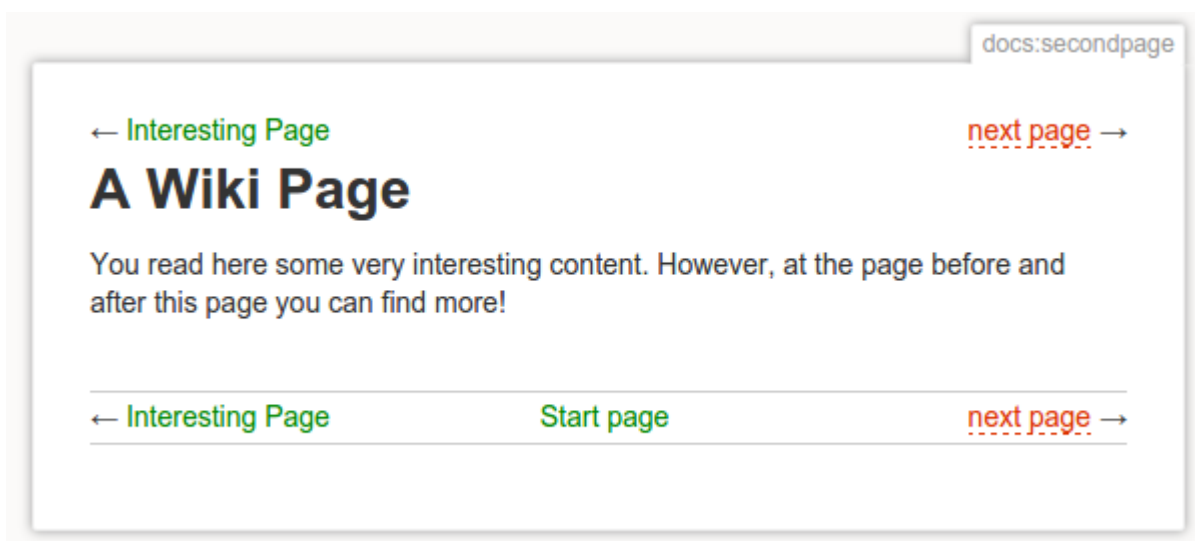 docs:secondpage
← Interesting Page next page →
A Wiki Page
You read here some very interesting content. However, at the page before and
after this page you can find more!
← Interesting Page Start page next page →